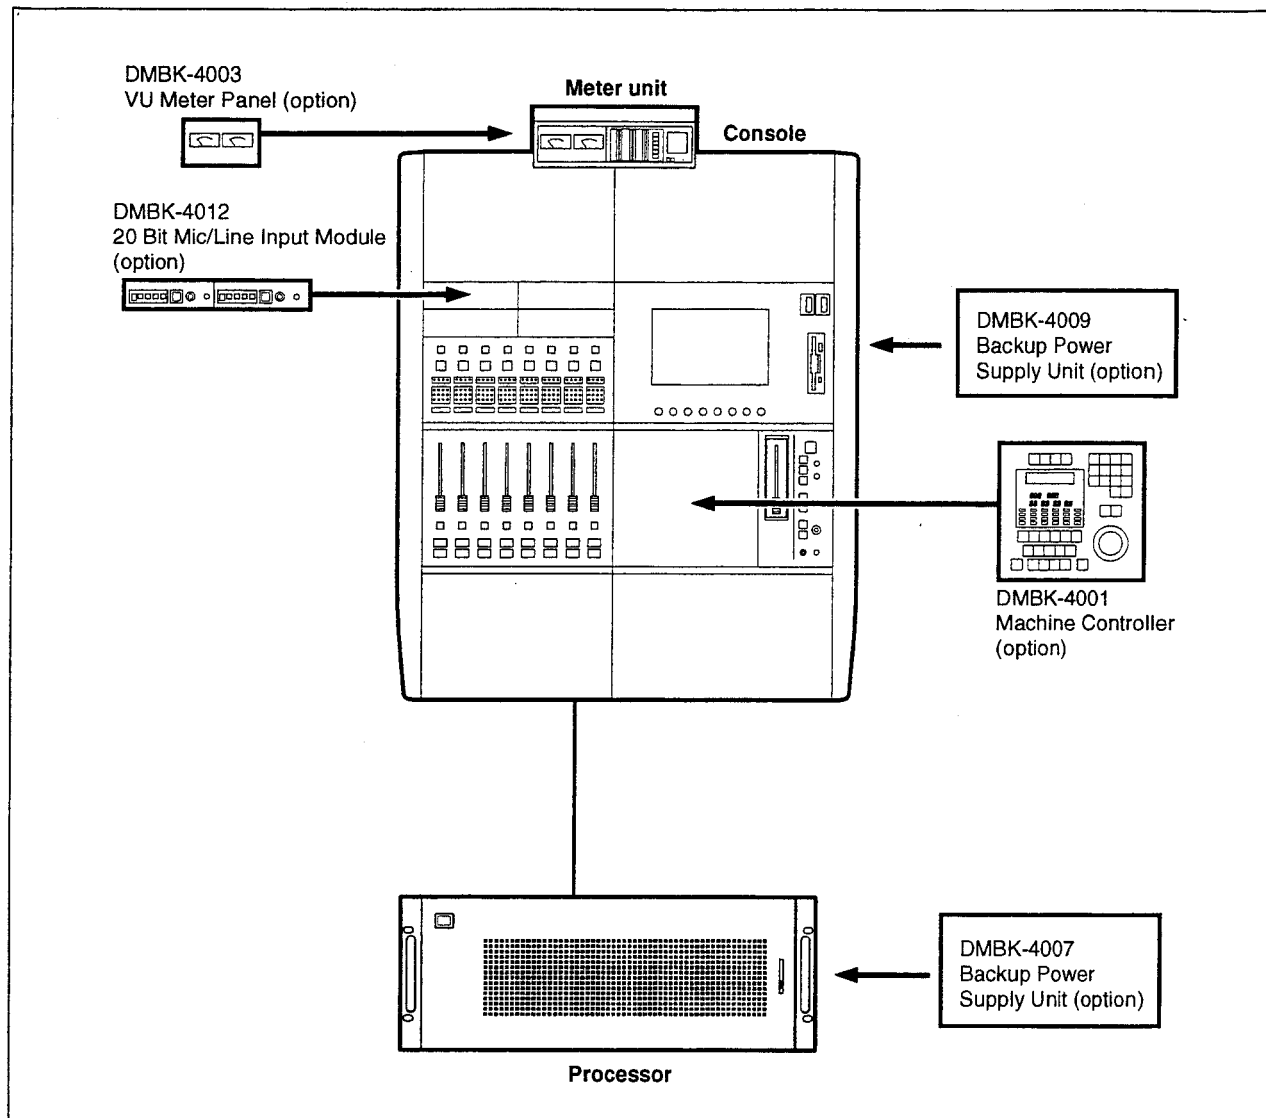 DMBK-4003
VU Meter Panel (option)
Meter unit
Console
DMBK-4012
20 Bit Mic/Line Input Module
(option)
DMBK-4009
Backup Power
Supply Unit (option)
DMBK-4001
Machine Controller
(option)
DMBK-4007
Backup Power
Supply Unit (option)
Processor